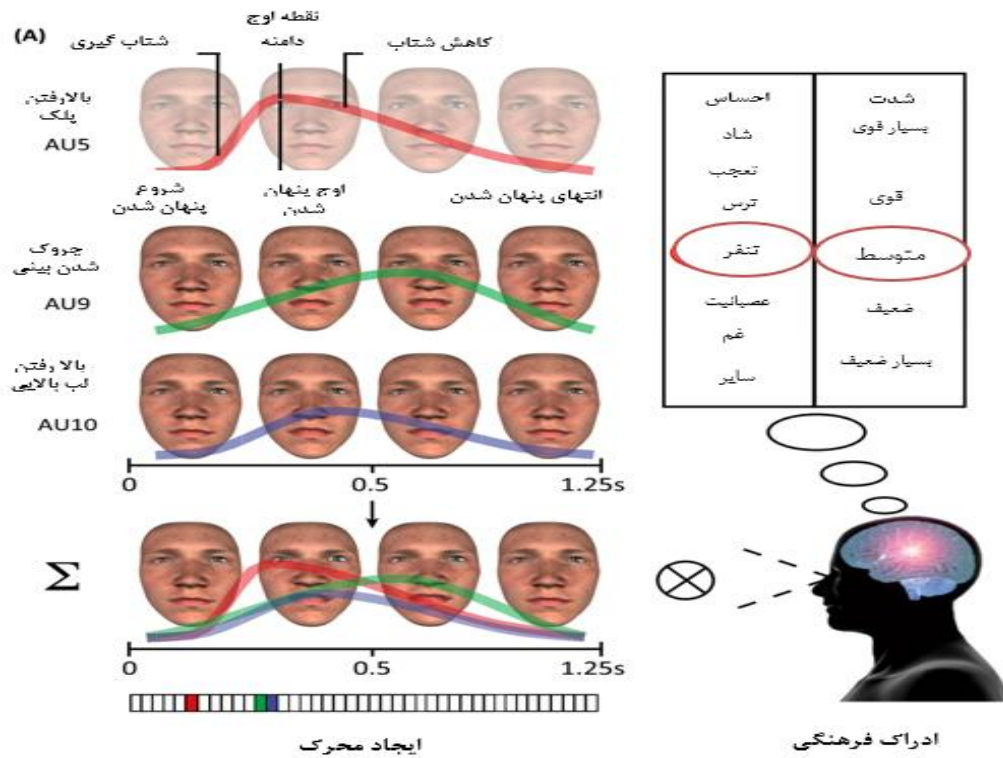 (A)
نقطه اوج
دامنه
شتاب گیری
کاهش شتاب
بالارفتن
پلک
AU5
شروع
پنهان شدن
اوج پنهان
شدن
انتهای پنهان شدن
چروک
شدن بینی
AU9
بالا رفتن
لب بالایی
AU10
0
0.5
1.25s
Σ
0
0.5
1.25s
ایجاد محرک
احساس
شدت
شاد
بسیار قوی
تعجب
ترس
قوی
تنفر
متوسط
عصبانیت
ضعیف
غم
بسیار ضعیف
سایر
ادراک فرهنگی